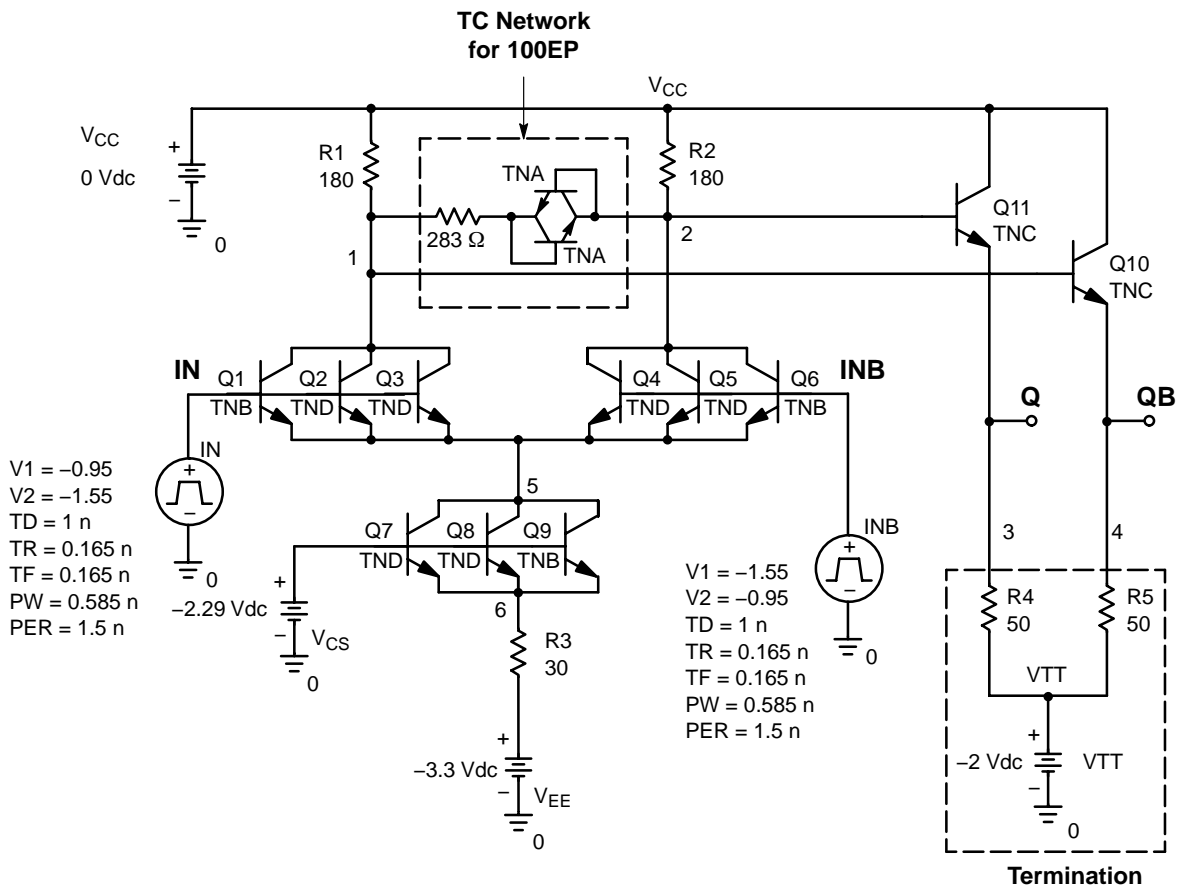 TC Network
for 100EP
VCC
VCC
0 Vdc
+
−
0
R1
180
TNA
283 Ω
TNA
R2
180
1
2
Q11
TNC
Q10
TNC
IN
Q1
TNB
Q2
TND
Q3
TND
Q4
TND
Q5
TND
Q6
TNB
INB
Q
QB
IN
+
−
0
V1 = −0.95
V2 = −1.55
TD = 1 n
TR = 0.165 n
TF = 0.165 n
PW = 0.585 n
PER = 1.5 n
5
Q7
TND
Q8
TND
Q9
TNB
INB
+
−
0
V1 = −1.55
V2 = −0.95
TD = 1 n
TR = 0.165 n
TF = 0.165 n
PW = 0.585 n
PER = 1.5 n
3
4
+
−2.29 Vdc
−
VCS
0
6
R3
30
R4
50
R5
50
VTT
+
−3.3 Vdc
−
VEE
0
+
−2 Vdc
−
VTT
0
Termination